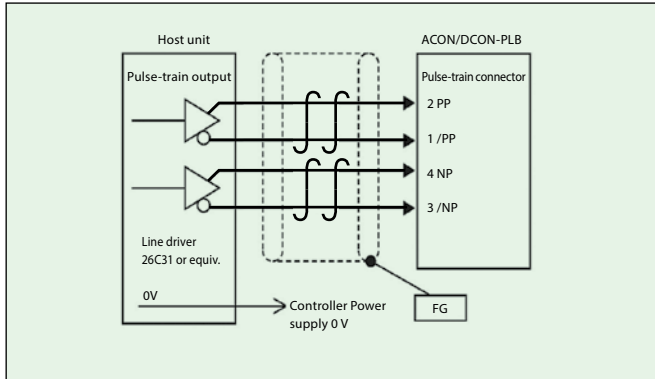 Host unit
ACON/DCON-PLB
Pulse-train output
Pulse-train connector
2 PP
1 /PP
4 NP
3 /NP
Line driver
26C31 or equiv.
0V
Controller Power
supply 0 V
FG